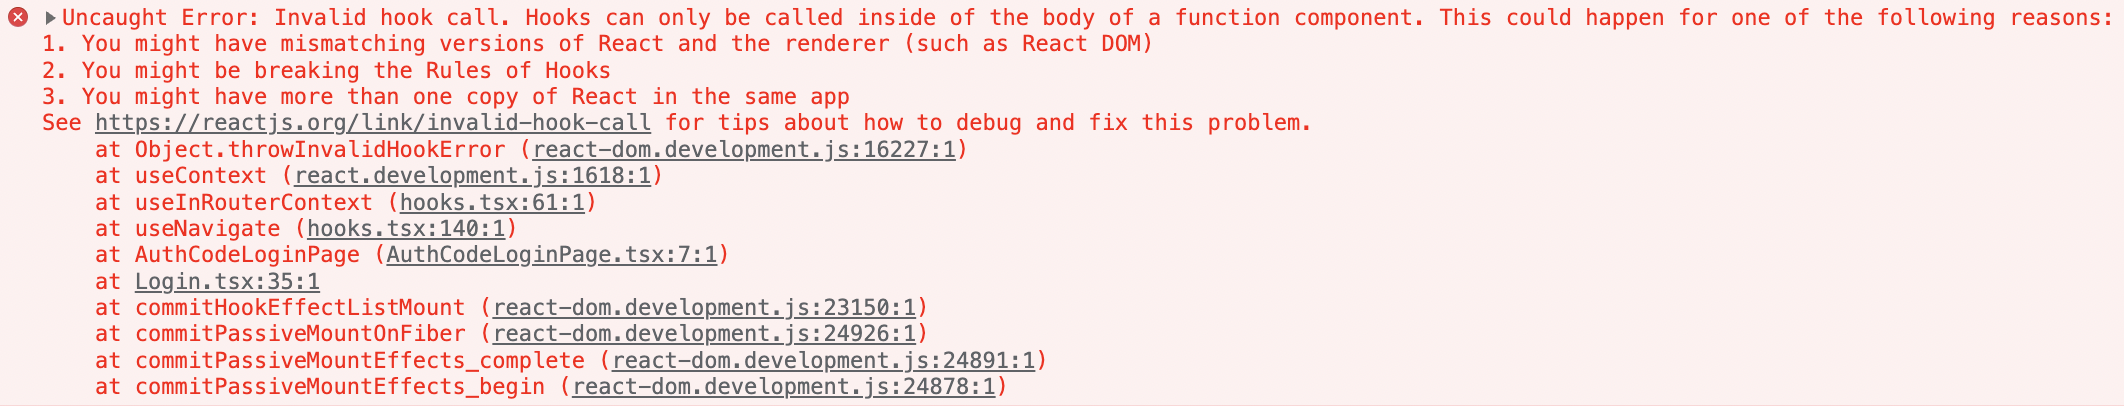 Uncaught Error: Invalid hook call. Hooks can only be called inside of the body of a function component. This could happen for one of the following reasons:
1. You might have mismatching versions of React and the renderer (such as React DOM)
2. You might be breaking the Rules of Hooks
3. You might have more than one copy of React in the same app
See https://reactjs.org/link/invalid-hook-call for tips about how to debug and fix this problem.
    at Object.throwInvalidHookError (react-dom.development.js:16227:1)
    at useContext (react.development.js:1618:1)
    at useInRouterContext (hooks.tsx:61:1)
    at useNavigate (hooks.tsx:140:1)
    at AuthCodeLoginPage (AuthCodeLoginPage.tsx:7:1)
    at Login.tsx:35:1
    at commitHookEffectListMount (react-dom.development.js:23150:1)
    at commitPassiveMountOnFiber (react-dom.development.js:24926:1)
    at commitPassiveMountEffects_complete (react-dom.development.js:24891:1)
    at commitPassiveMountEffects_begin (react-dom.development.js:24878:1)